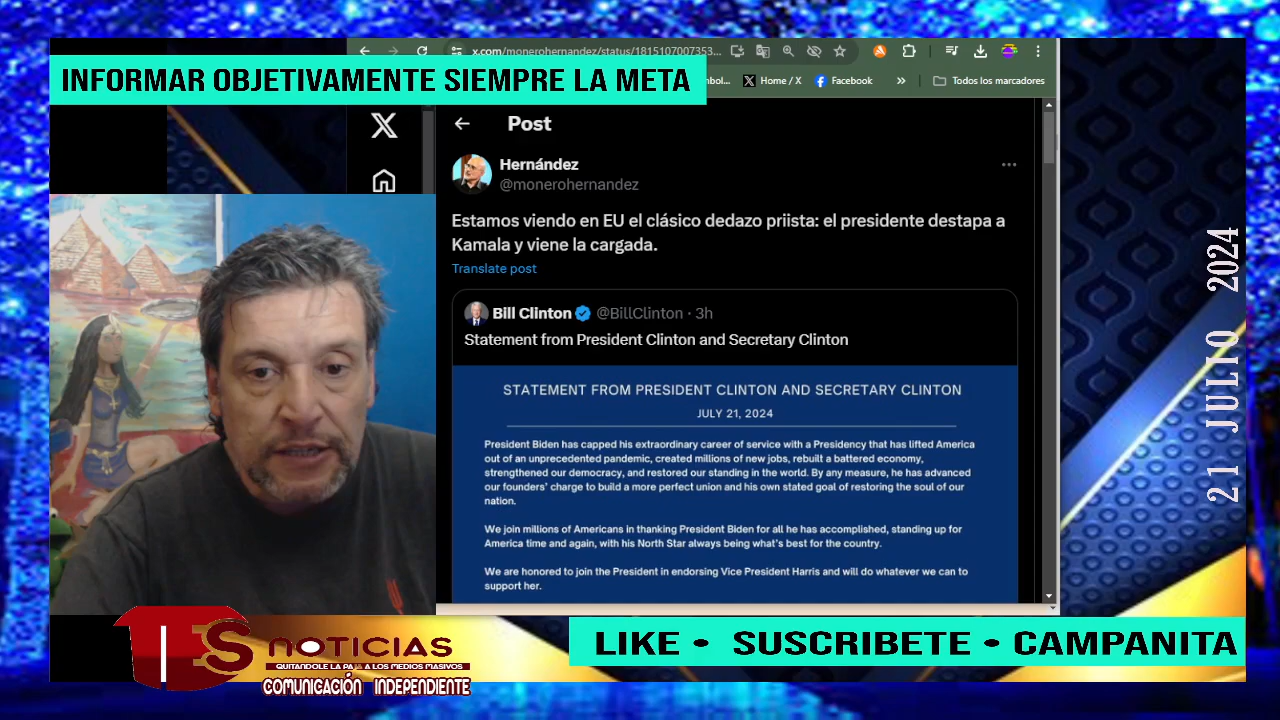 x.com/monerohernandez/status/1815107007353...
INFORMAR OBJETIVAMENTE SIEMPRE LA META
Home / X
Facebook
»
Todos los marcadores
Post
Hernández
@monerohernandez
Estamos viendo en EU el clásico dedazo priista: el presidente destapa a
Kamala y viene la cargada.
Translate post
Bill Clinton @BillClinton · 3h
Statement from President Clinton and Secretary Clinton
STATEMENT FROM PRESIDENT CLINTON AND SECRETARY CLINTON
JULY 21, 2024
President Biden has capped his extraordinary career of service with a Presidency that has lifted America
out of an unprecedented pandemic, created millions of new jobs, rebuilt a battered economy,
strengthened our democracy, and restored our standing in the world. By any measure, he has advanced
our founders' charge to build a more perfect union and his own stated goal of restoring the soul of our
nation.
We join millions of Americans in thanking President Biden for all he has accomplished, standing up for
America time and again, with his North Star always being what's best for the country.
We are honored to join the President in endorsing Vice President Harris and will do whatever we can to
support her.
21 JULIO 2024
NOTICIAS
QUITANDOLE LA PAJA A LOS MEDIOS MASIVOS
COMUNICACIÓN INDEPENDIENTE
LIKE • SUSCRIBETE • CAMPANITA